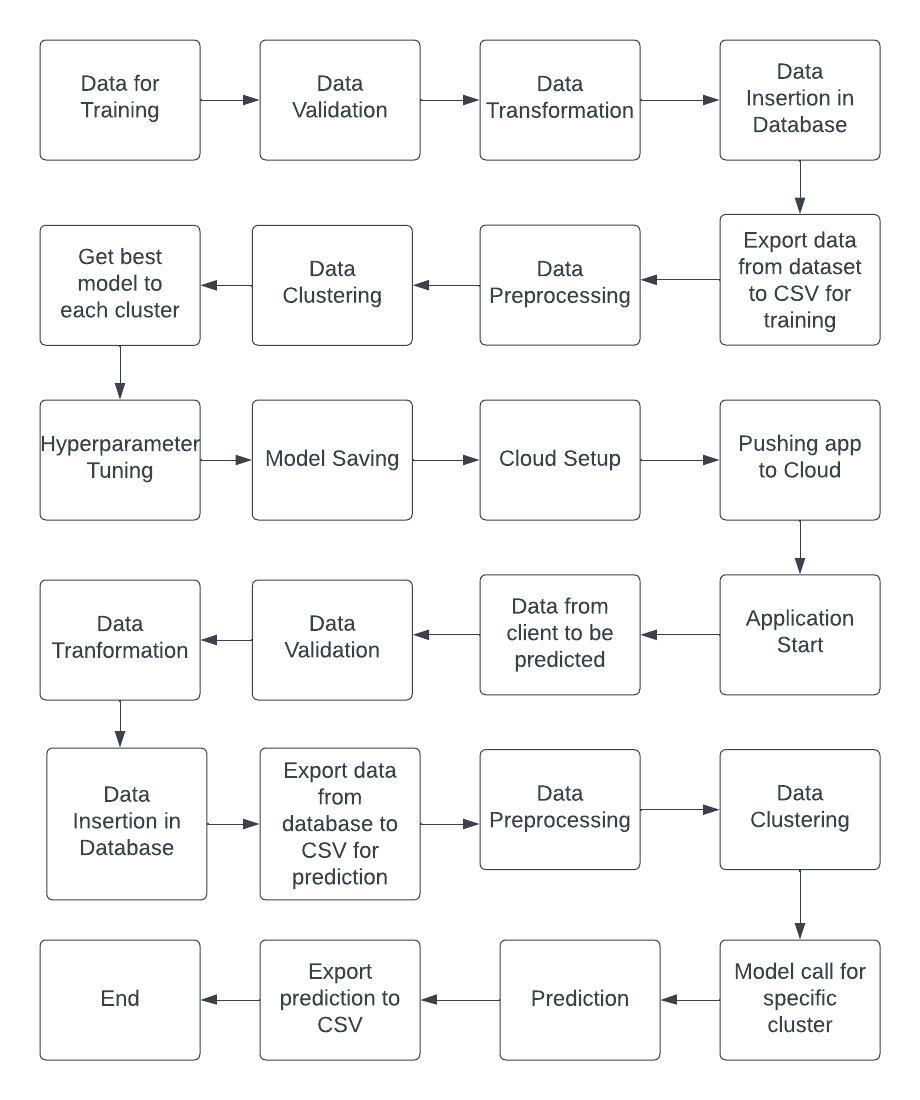 Data for
Training
Data
Validation
Data
Transformation
Data
Insertion in
Database
Export data
from dataset
to CSV for
training
Data
Preprocessing
Data
Clustering
Get best
model to
each cluster
Hyperparameter
Tuning
Model Saving
Cloud Setup
Pushing app
to Cloud
Application
Start
Data from
client to be
predicted
Data
Validation
Data
Tranformation
Data
Insertion in
Database
Export data
from
database to
CSV for
prediction
Data
Preprocessing
Data
Clustering
Model call for
specific
cluster
Prediction
Export
prediction to
CSV
End